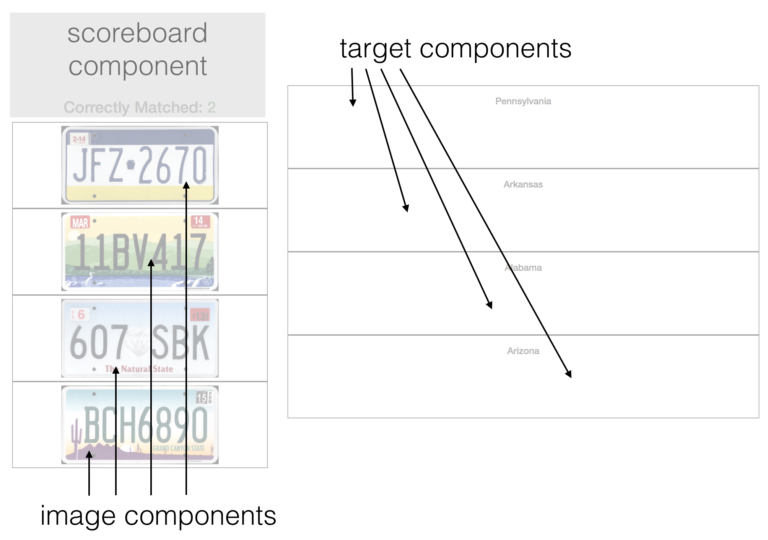 scoreboard
component
Correctly Matched: 2
target components
Pennsylvania
Arkansas
Alabama
Arizona
2-14
JFZ 2670
MAR
14
11BV417
6
607 SBK
The Natural State
15
BCH6890
GRAND CANYON STATE
image components